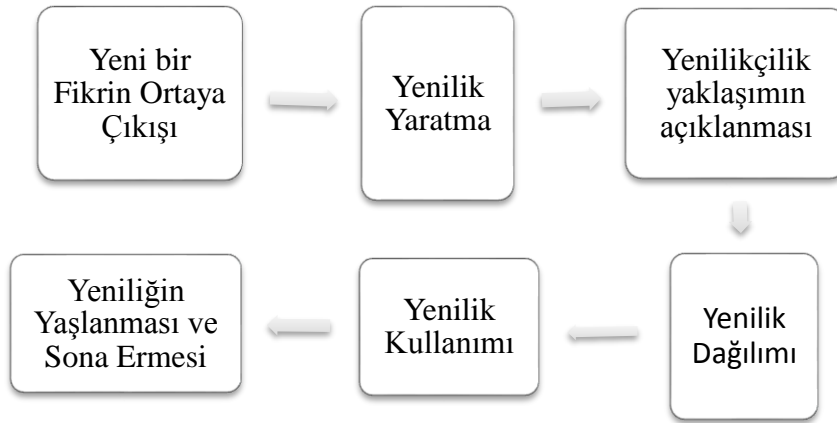 Yeni bir
Fikrin Ortaya
Çıkışı
Yenilik
Yaratma
Yenilikçilik
yaklaşımın
açıklanması
Yenilik
Dağılımı
Yenilik
Kullanımı
Yeniliğin
Yaşlanması ve
Sona Ermesi